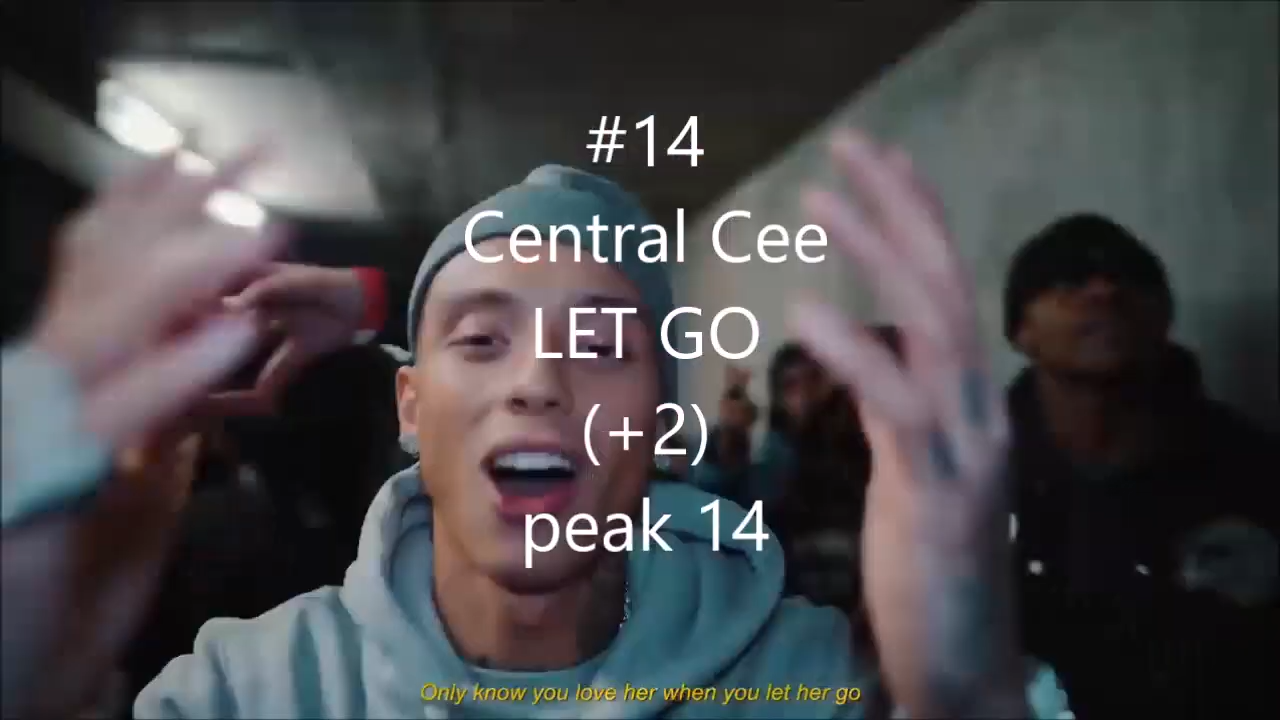 #14
Central Cee
LET GO
(+2)
peak 14
Only know you love her when you let her go